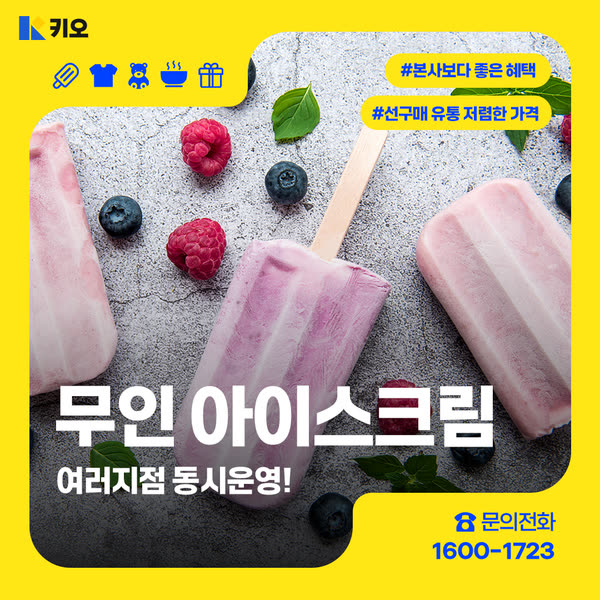 키오
#본사보다 좋은 혜택
#선구매 유통 저렴한 가격
무인 아이스크림
여러지점 동시운영!
문의전화
1600-1723